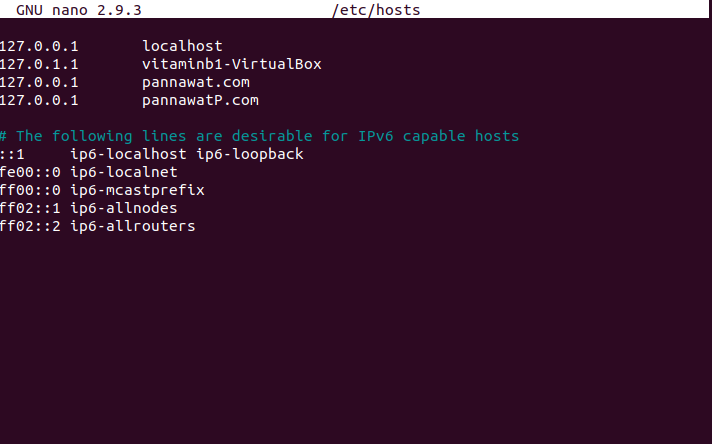 GNU nano 2.9.3 /etc/hosts
127.0.0.1 localhost
127.0.1.1 vitaminb1-VirtualBox
127.0.0.1 pannawat.com
127.0.0.1 pannawatP.com
# The following lines are desirable for IPv6 capable hosts
::1 ip6-localhost ip6-loopback
fe00::0 ip6-localnet
ff00::0 ip6-mcastprefix
ff02::1 ip6-allnodes
ff02::2 ip6-allrouters